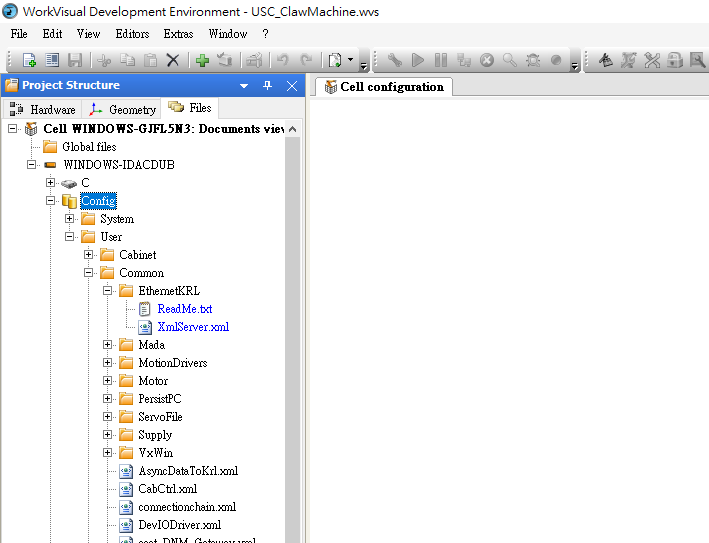 WorkVisual Development Environment - USC_ClawMachine.wvs
File Edit View Editors Extras Window ?
Project Structure
Hardware Geometry Files
Cell configuration
Cell WINDOWS-GJFL5N3: Documents view
Global files
WINDOWS-IDACDUB
C
Config
System
User
Cabinet
Common
EthernetKRL
ReadMe.txt
XmlServer.xml
Mada
MotionDrivers
Motor
PersistPC
ServoFile
Supply
VxWin
AsyncDataToKrl.xml
CabCtrl.xml
connectionchain.xml
DevIODriver.xml